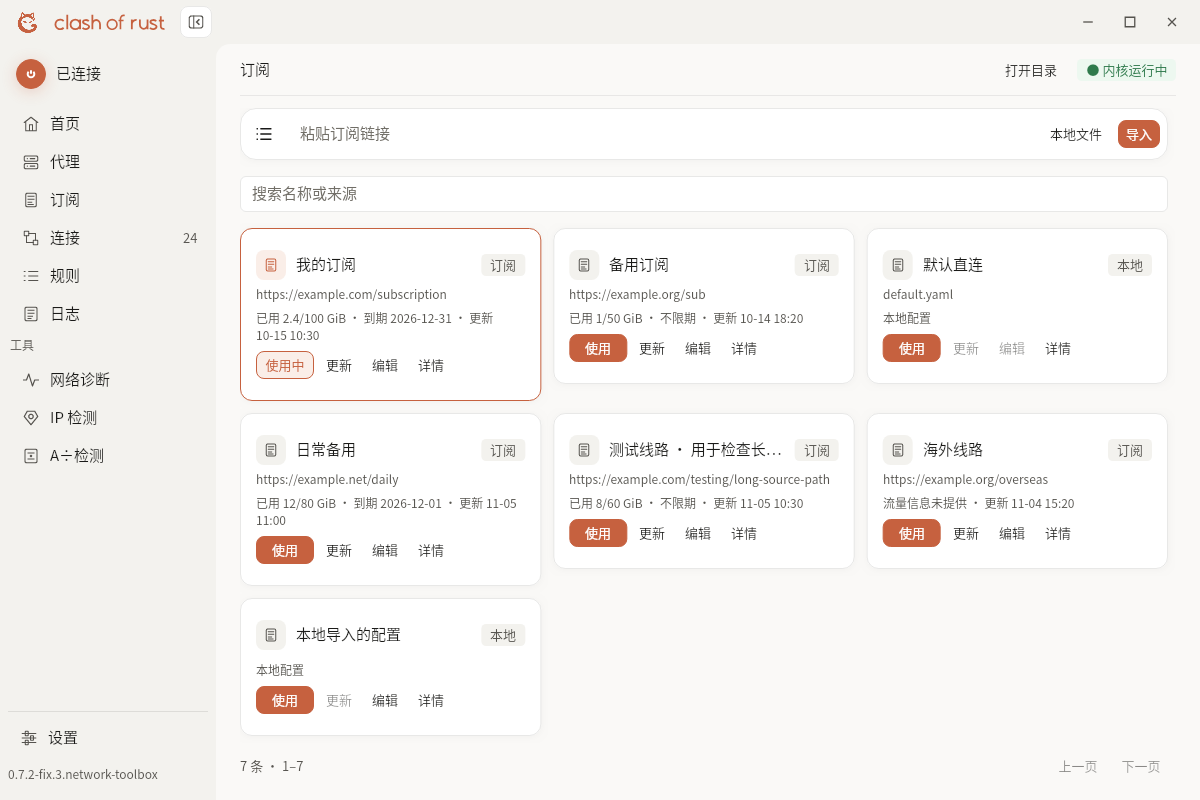 clash of rust
已连接
首页
代理
订阅
连接 24
规则
日志
工具
网络诊断
IP 检测
A÷检测
设置
0.7.2-fix.3.network-toolbox
订阅
打开目录
内核运行中
粘贴订阅链接
本地文件
导入
搜索名称或来源
我的订阅 订阅
https://example.com/subscription
已用 2.4/100 GiB · 到期 2026-12-31 · 更新
10-15 10:30
使用中 更新 编辑 详情
备用订阅 订阅
https://example.org/sub
已用 1/50 GiB · 不限期 · 更新 10-14 18:20
使用 更新 编辑 详情
默认直连 本地
default.yaml
本地配置
使用 更新 编辑 详情
日常备用 订阅
https://example.net/daily
已用 12/80 GiB · 到期 2026-12-01 · 更新 11-05
11:00
使用 更新 编辑 详情
测试线路 · 用于检查长… 订阅
https://example.com/testing/long-source-path
已用 8/60 GiB · 不限期 · 更新 11-05 10:30
使用 更新 编辑 详情
海外线路 订阅
https://example.org/overseas
流量信息未提供 · 更新 11-04 15:20
使用 更新 编辑 详情
本地导入的配置 本地
本地配置
使用 更新 编辑 详情
7 条 · 1–7
上一页 下一页